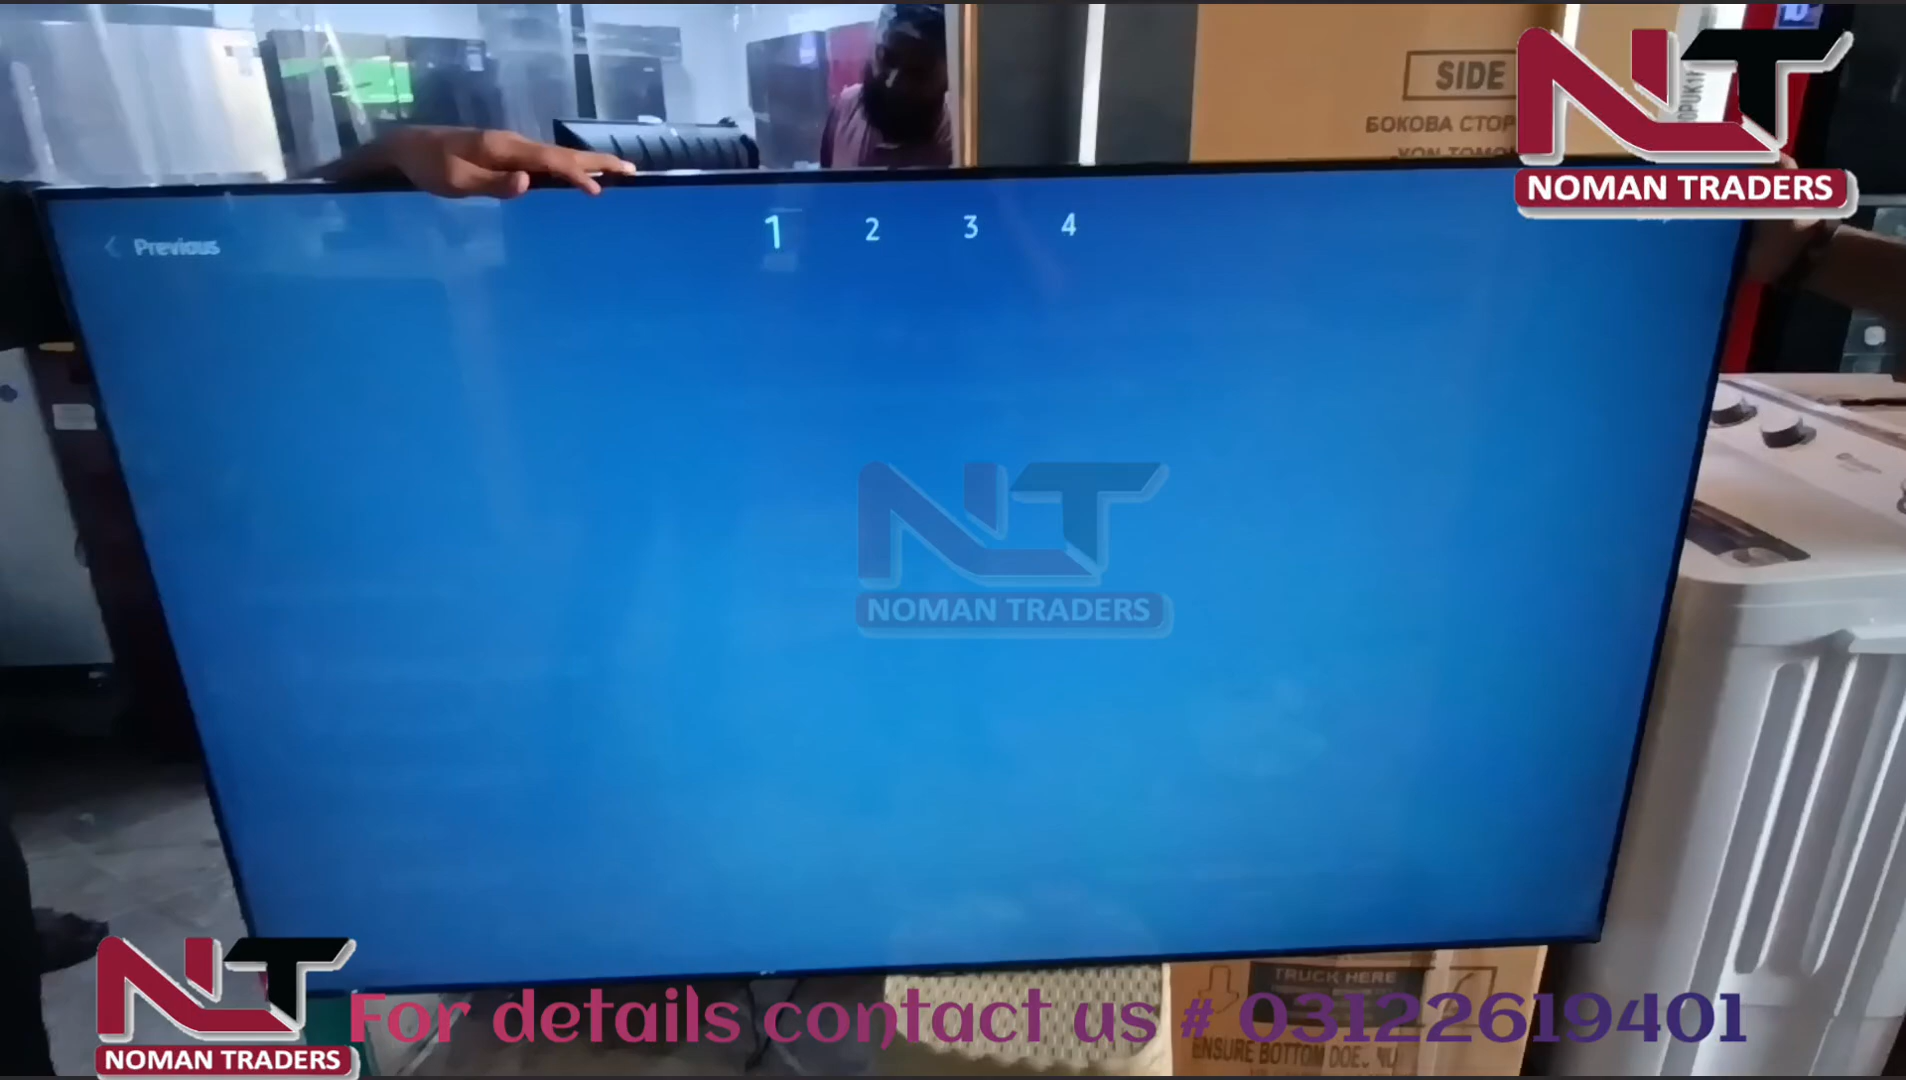 SIDE
БОКОВА СТОР
NT
NOMAN TRADERS
Previous
1 2 3 4
NT
NOMAN TRADERS
TRUCK HERE
NT
For details contact us # 03122619401
ENSURE BOTTOM
NOMAN TRADERS